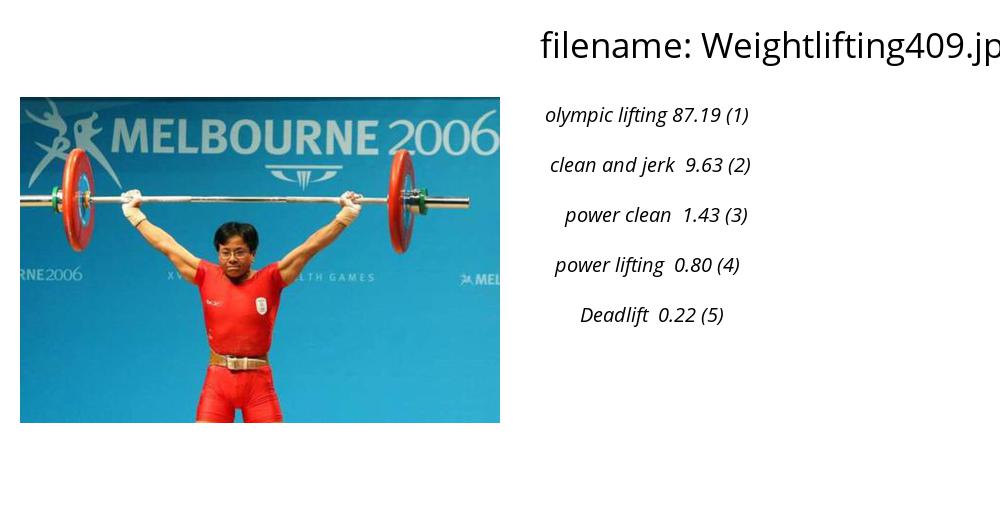 filename: Weightlifting409.jp
MELBOURNE 2006
olympic lifting 87.19 (1)
clean and jerk 9.63 (2)
power clean 1.43 (3)
power lifting 0.80 (4)
Deadlift 0.22 (5)
RNE2006
XV LTH GAMES
MEL